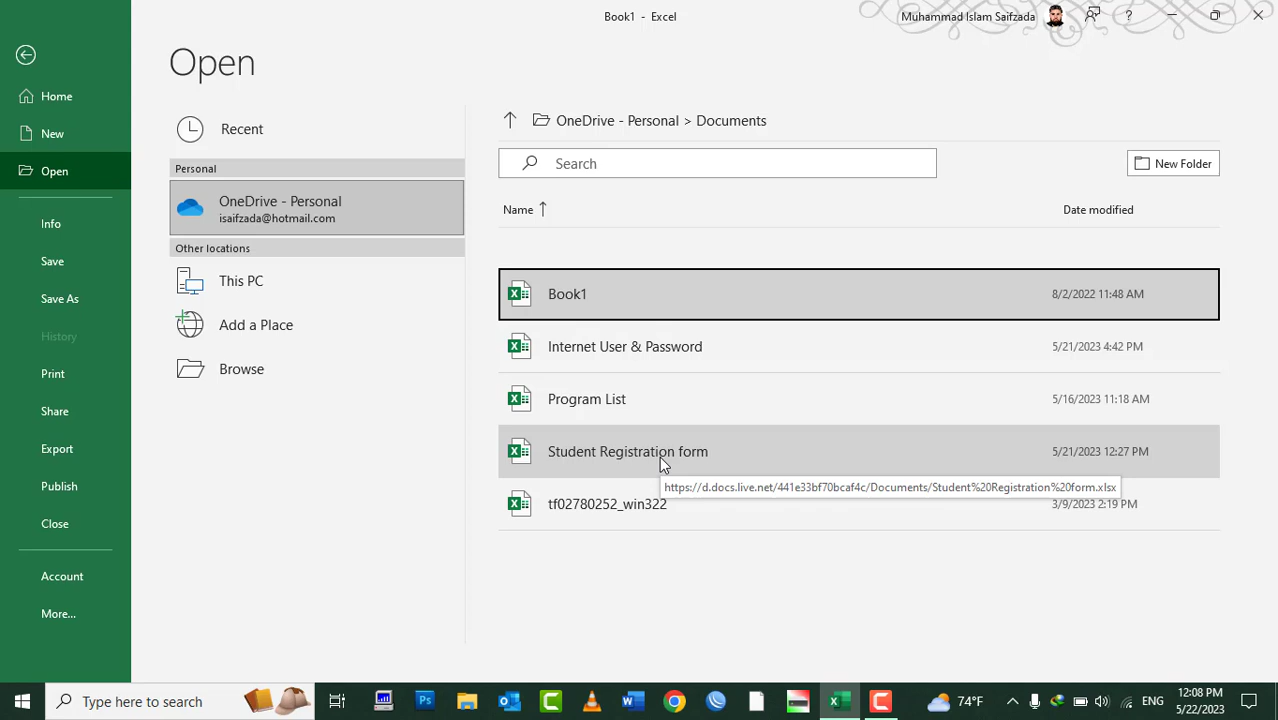 Book1 - Excel
Muhammad Islam Saifzada
?
Home
New
Open
Info
Save
Save As
History
Print
Share
Export
Publish
Close
Account
More...
Open
Recent
Personal
OneDrive - Personal
isaifzada@hotmail.com
Other locations
This PC
Add a Place
Browse
OneDrive - Personal > Documents
Search
New Folder
Name
Date modified
Book1
8/2/2022 11:48 AM
Internet User & Password
5/21/2023 4:42 PM
Program List
5/16/2023 11:18 AM
Student Registration form
5/21/2023 12:27 PM
https://d.docs.live.net/441e33bf70bcaf4c/Documents/Student%20Registration%20form.xlsx
tf02780252_win322
3/9/2023 2:19 PM
Type here to search
74°F
ENG
12:08 PM
5/22/2023